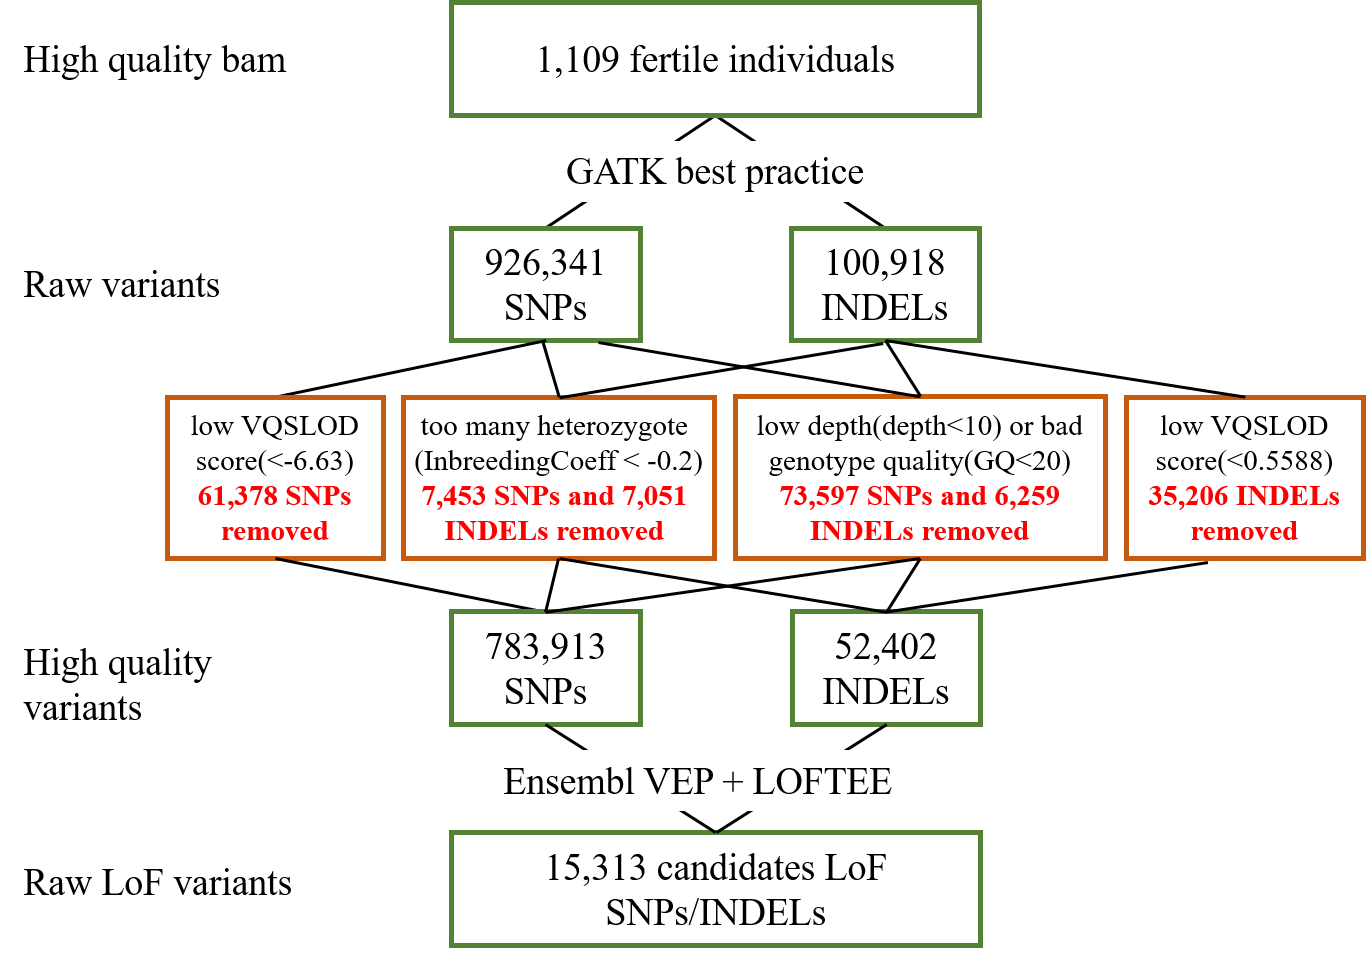 High quality bam
1,109 fertile individuals
GATK best practice
Raw variants
926,341
SNPs
100,918
INDELs
low VQSLOD
score(<-6.63)
61,378 SNPs
removed
too many heterozygote
(InbreedingCoeff < -0.2)
7,453 SNPs and 7,051
INDELs removed
low depth(depth<10) or bad
genotype quality(GQ<20)
73,597 SNPs and 6,259
INDELs removed
low VQSLOD
score(<0.5588)
35,206 INDELs
removed
High quality
variants
783,913
SNPs
52,402
INDELs
Ensembl VEP + LOFTEE
Raw LoF variants
15,313 candidates LoF
SNPs/INDELs